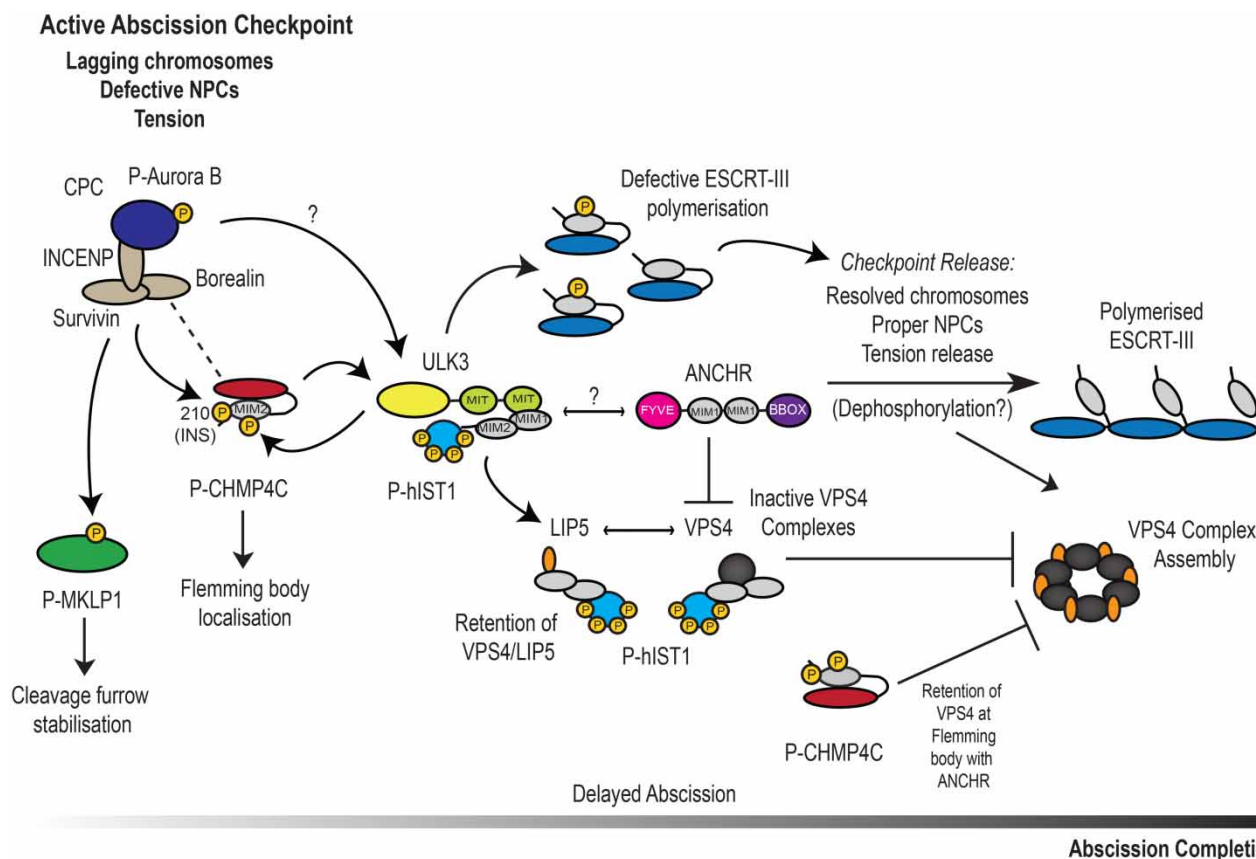 Active Abscission Checkpoint
Lagging chromosomes
Defective NPCs
Tension
P-Aurora B
CPC
P
INCENP
Borealin
Survivin
?
Defective ESCRT-III
polymerisation
P
P
Checkpoint Release:
Resolved chromosomes
Proper NPCs
Tension release
(Dephosphorylation?)
Polymerised
ESCRT-III
ULK3
MIT
MIT
MIM1
MIM2
P
P
P
P
P-hIST1
?
ANCHR
FYVE
MIM1
MIM1
BBOX
210
(INS)
P
MIM2
P
P-CHMP4C
Flemming body
localisation
P
P-MKLP1
Cleavage furrow
stabilisation
LIP5
VPS4
Inactive VPS4
Complexes
P
P
P
P
P
P
P
P
Retention of
VPS4/LIP5
P-hIST1
VPS4 Complex
Assembly
P
P
P-CHMP4C
Retention of
VPS4 at
Flemming
body with
ANCHR
Delayed Abscission
Abscission Completi